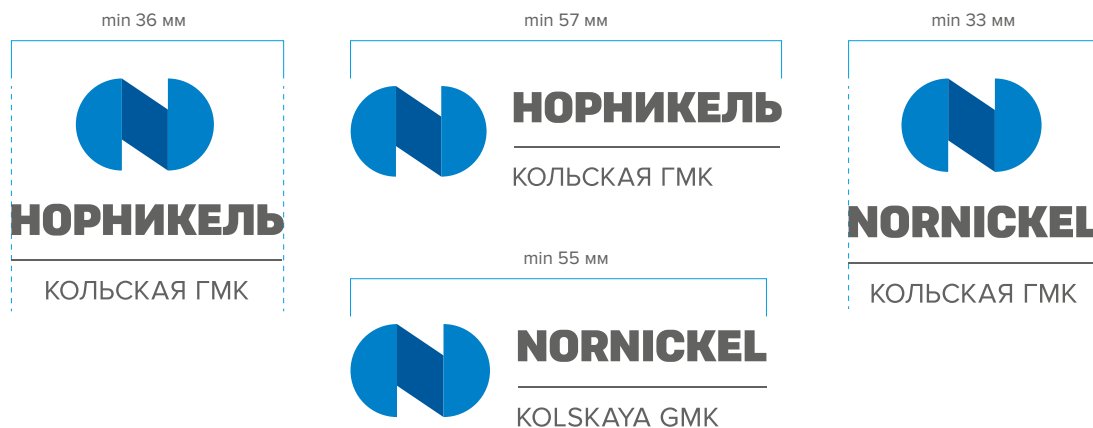 min 36 мм
НОРНИКЕЛЬ
КОЛЬСКАЯ ГМК
min 57 мм
НОРНИКЕЛЬ
КОЛЬСКАЯ ГМК
min 55 мм
NORNICKEL
KOLSKAYA GMK
min 33 мм
NORNICKEL
КОЛЬСКАЯ ГМК